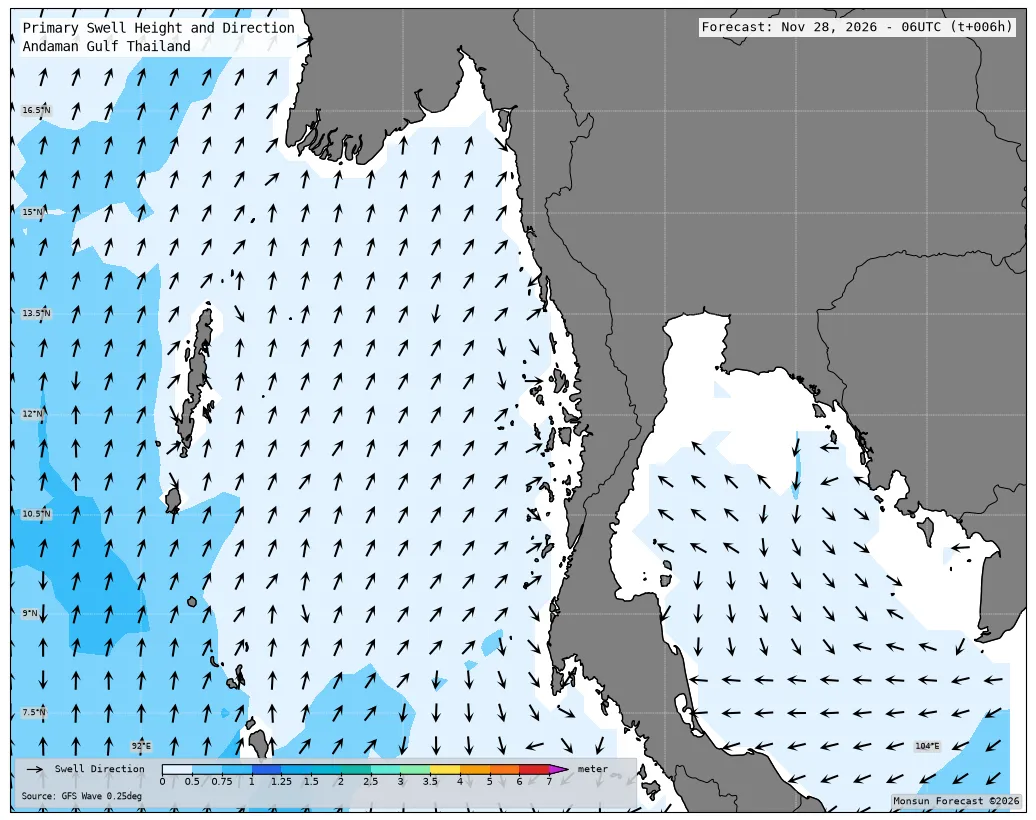 Primary Swell Height and Direction
Andaman Gulf Thailand
Forecast: Nov 28, 2026 - 06UTC (t+006h)
16.5°N
15°N
13.5°N
12°N
10.5°N
9°N
7.5°N
92°E
104°E
Swell Direction
meter
0 0.5 0.75 1 1.25 1.5 2 2.5 3 3.5 4 5 6 7
Source: GFS Wave 0.25deg
Monsun Forecast ©2026